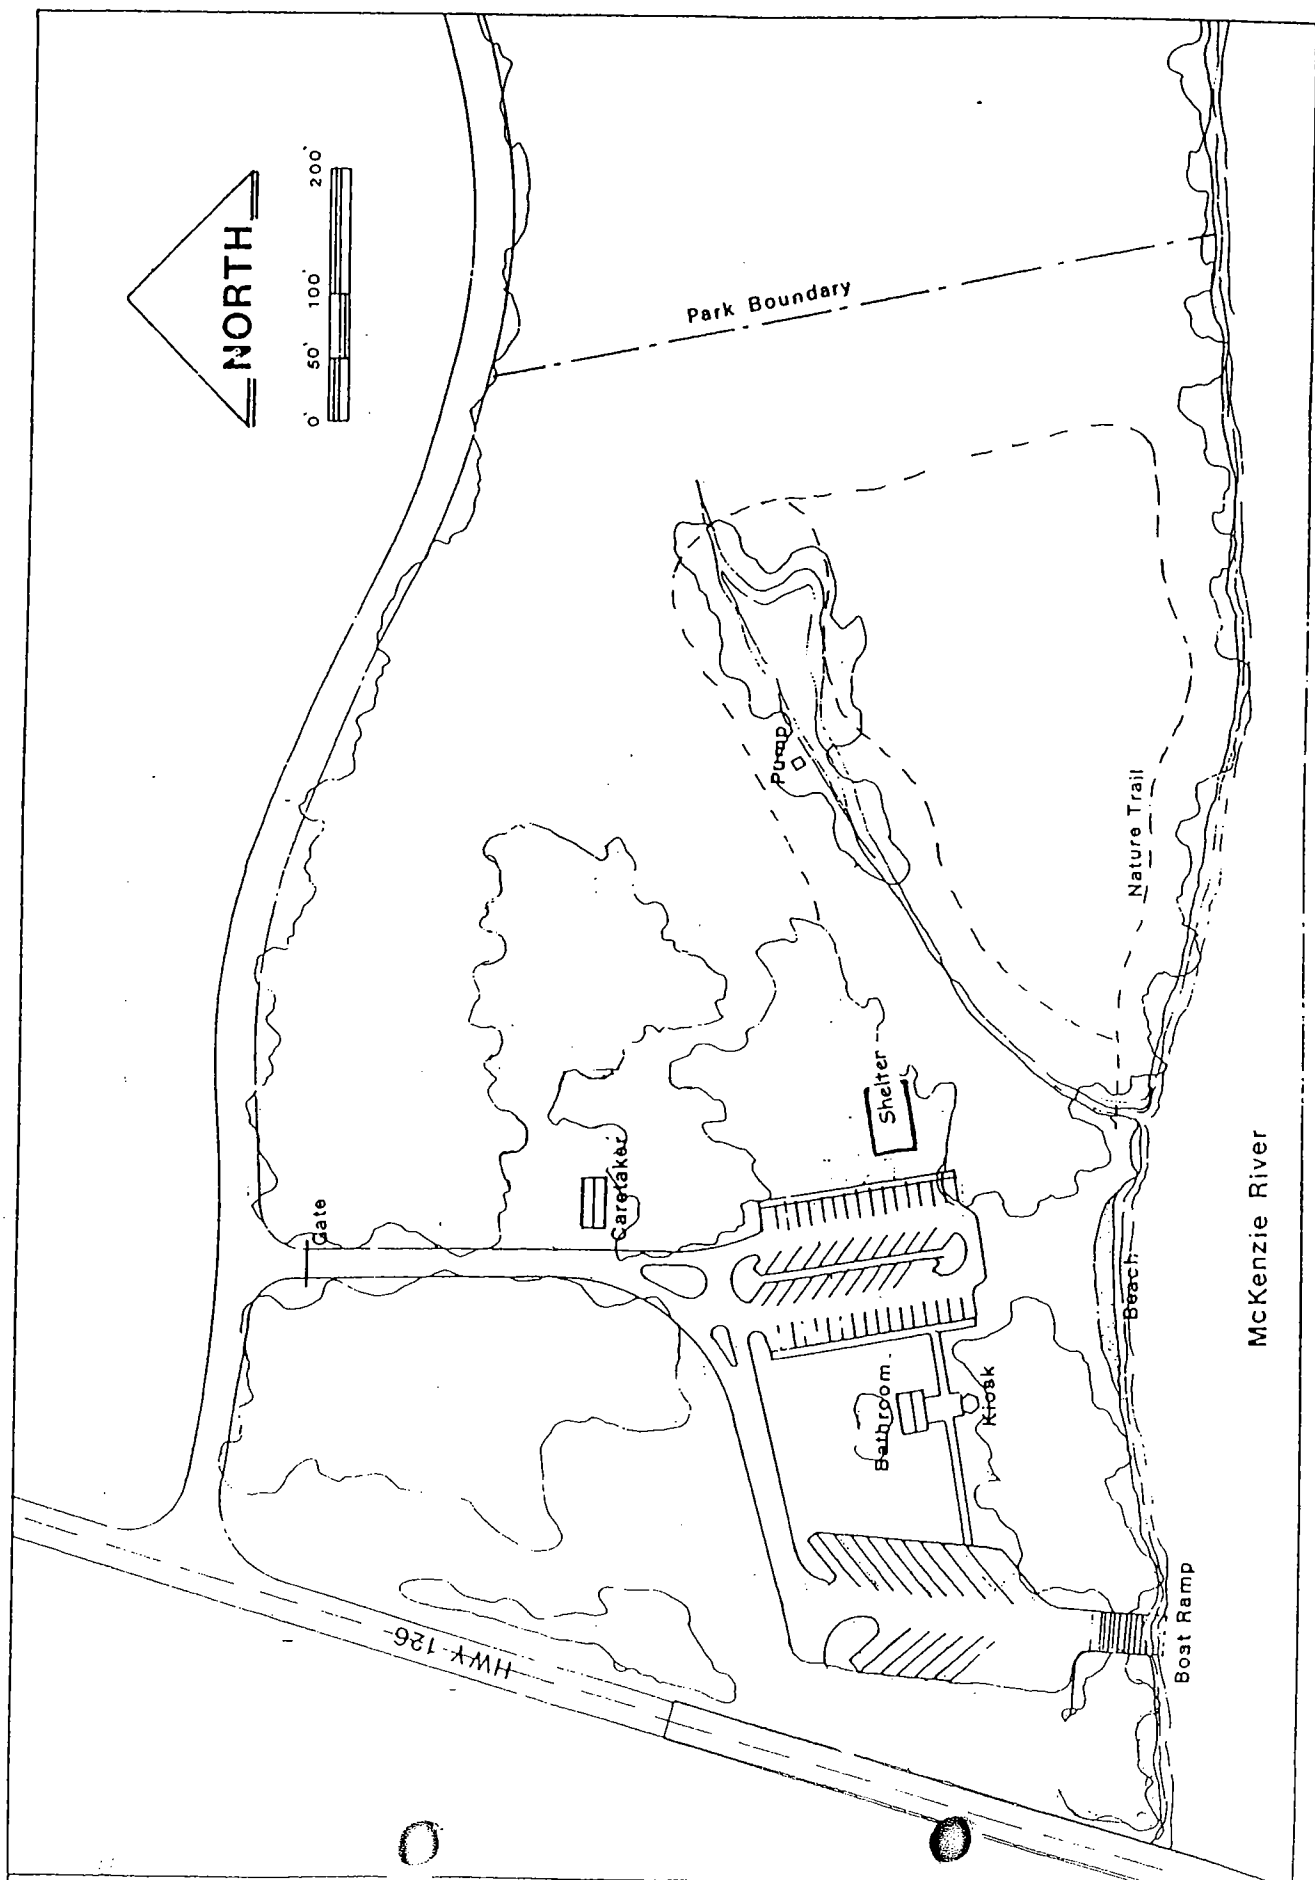 NORTH
0' 50' 100' 200'
Park Boundary
Pump
Nature Trail
Shelter
Gate
Caretaker
Beach
McKenzie River
Bathroom
Kiosk
HWY 126
Boat Ramp